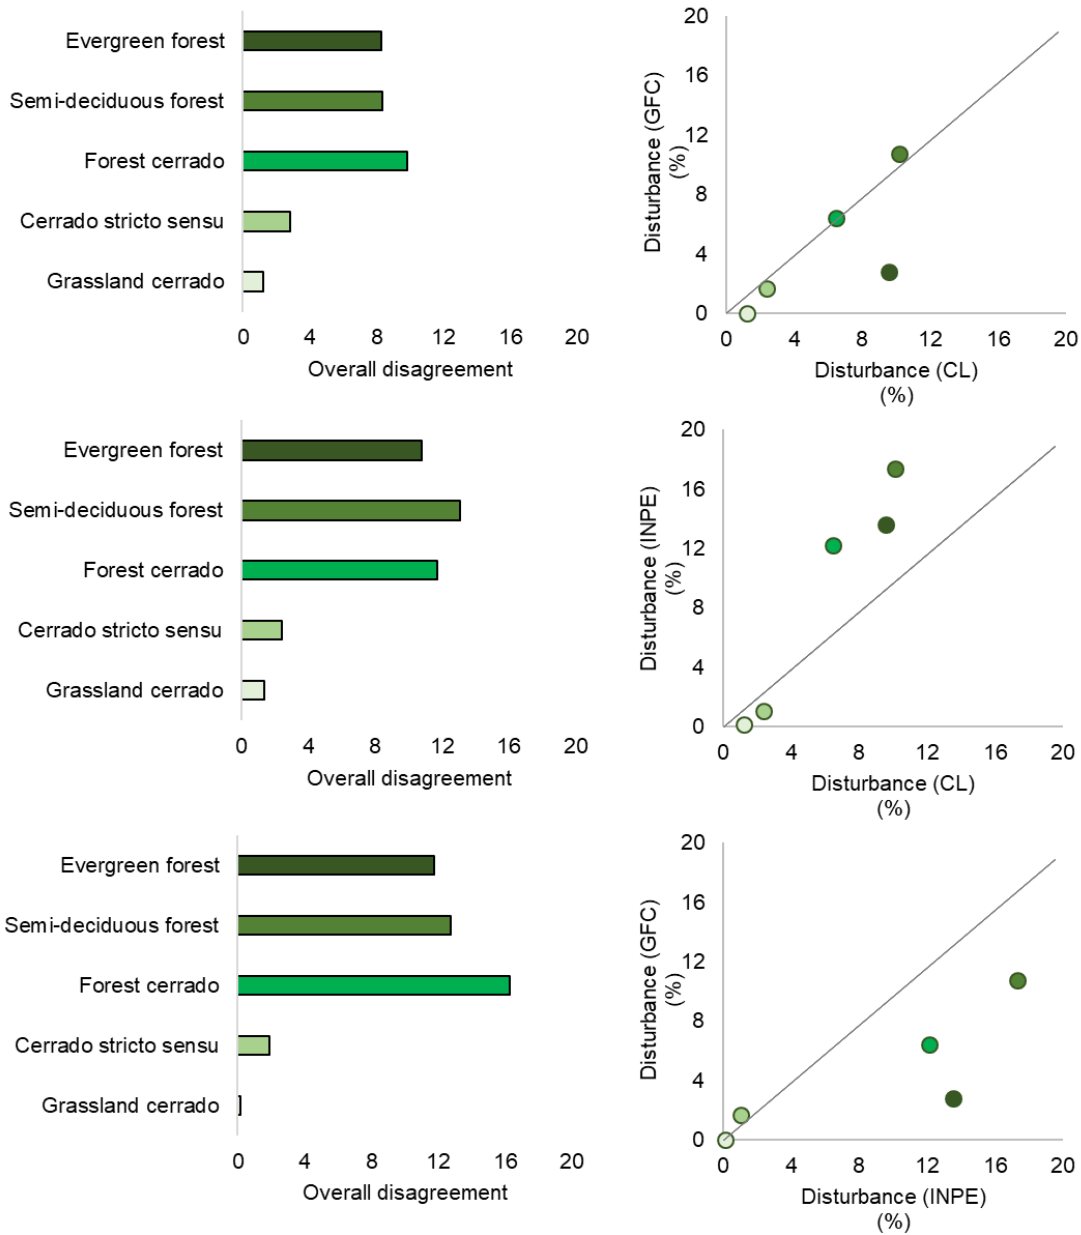 Evergreen forest
Semi-deciduous forest
Forest cerrado
Cerrado stricto sensu
Grassland cerrado
0 4 8 12 16 20
Overall disagreement
20
16
12
8
4
0
Disturbance (GFC)
(%)
0 4 8 12 16 20
Disturbance (CL)
(%)
Evergreen forest
Semi-deciduous forest
Forest cerrado
Cerrado stricto sensu
Grassland cerrado
0 4 8 12 16 20
Overall disagreement
20
16
12
8
4
0
Disturbance (INPE)
(%)
0 4 8 12 16 20
Disturbance (CL)
(%)
Evergreen forest
Semi-deciduous forest
Forest cerrado
Cerrado stricto sensu
Grassland cerrado
0 4 8 12 16 20
Overall disagreement
20
16
12
8
4
0
Disturbance (GFC)
(%)
0 4 8 12 16 20
Disturbance (INPE)
(%)